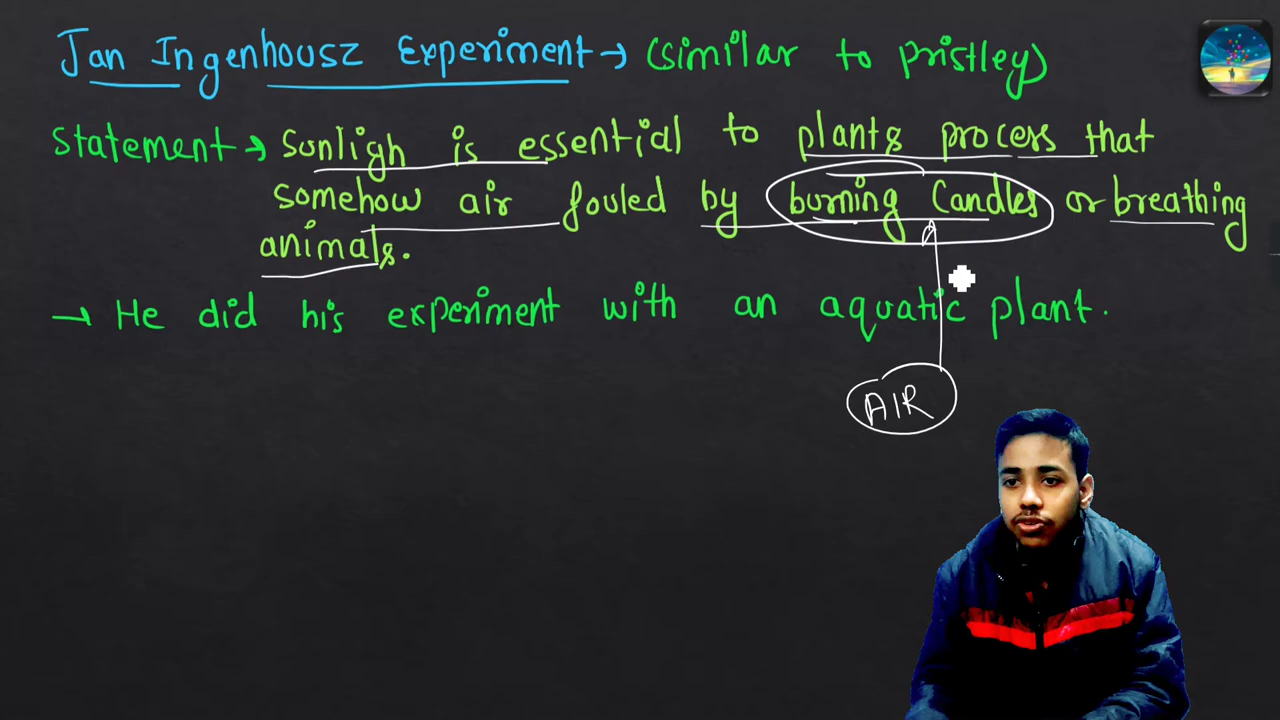 Jan Ingenhousz Experiment → (similar to pristley)
Statement → Sunligh is essential to plants process that
somehow air fouled by burning Candles or breathing
animals.
→ He did his experiment with an aquatic plant.
AIR